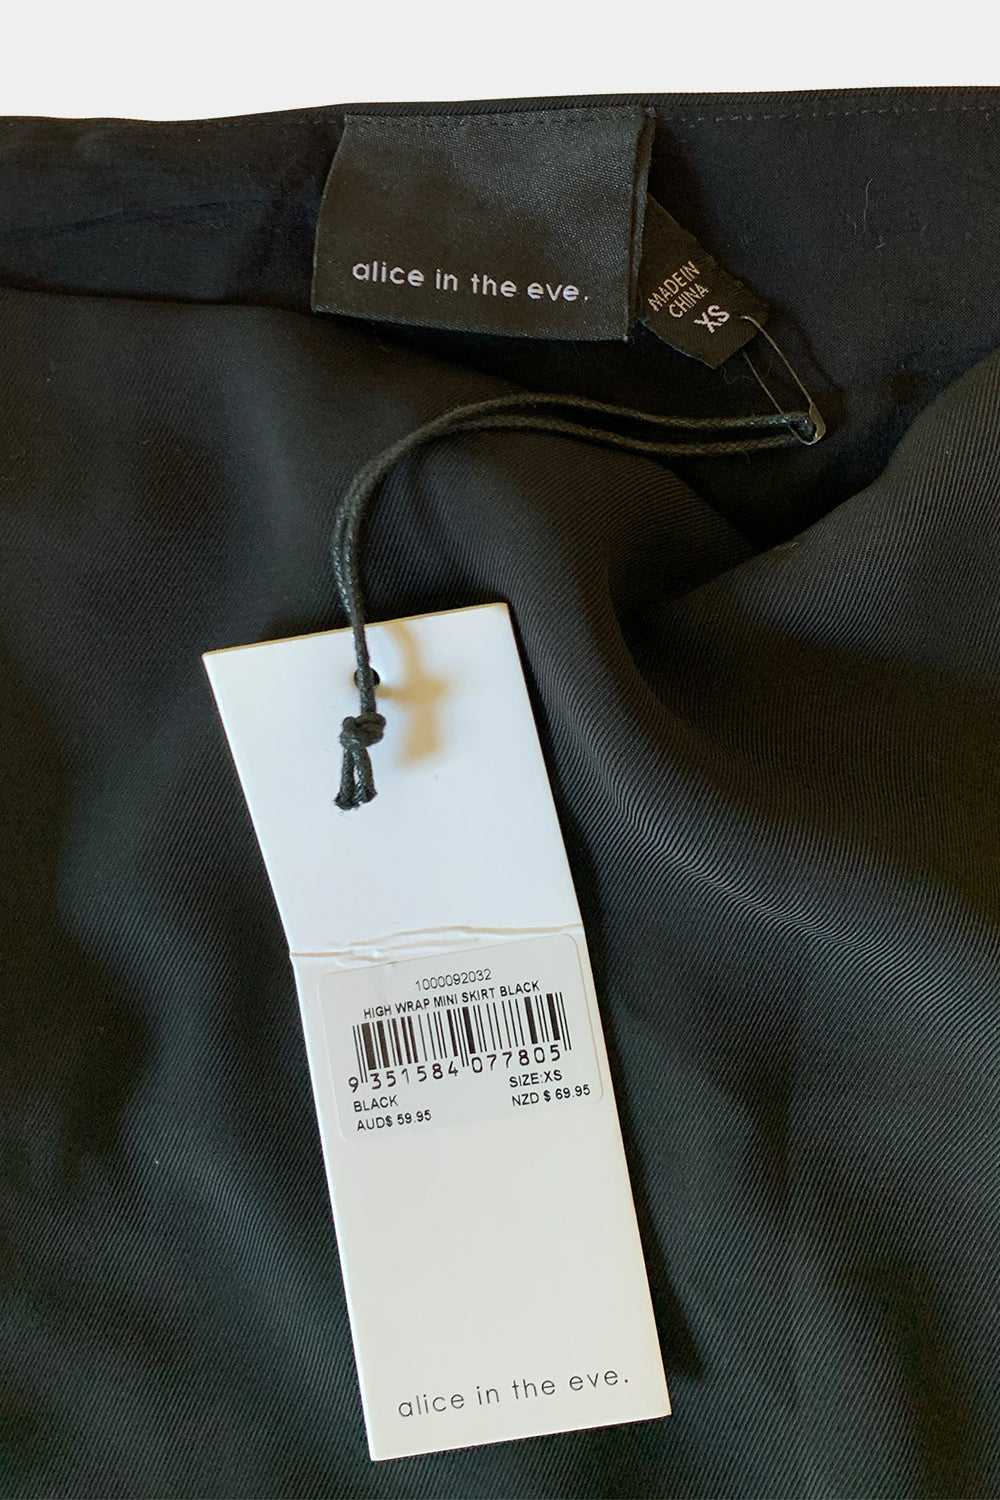 alice in the eve.
MADE IN
CHINA
XS
1000092032
HIGH WRAP MINI SKIRT BLACK
9 351584 077805
BLACK SIZE:XS
AUD$ 59.95 NZD $ 69.95
alice in the eve.